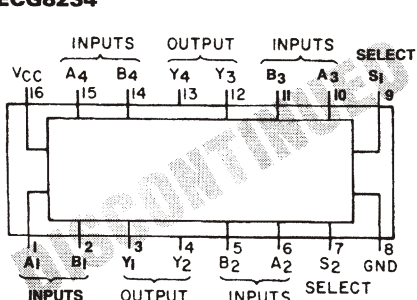 ECG8234
INPUTS OUTPUT INPUTS SELECT
VCC A4 B4 Y4 Y3 B3 A3 S1
16 15 14 13 12 11 10 9
DISCONTINUED
1 2 3 4 5 6 7 8
A1 B1 Y1 Y2 B2 A2 S2 GND
INPUTS OUTPUT INPUTS SELECT